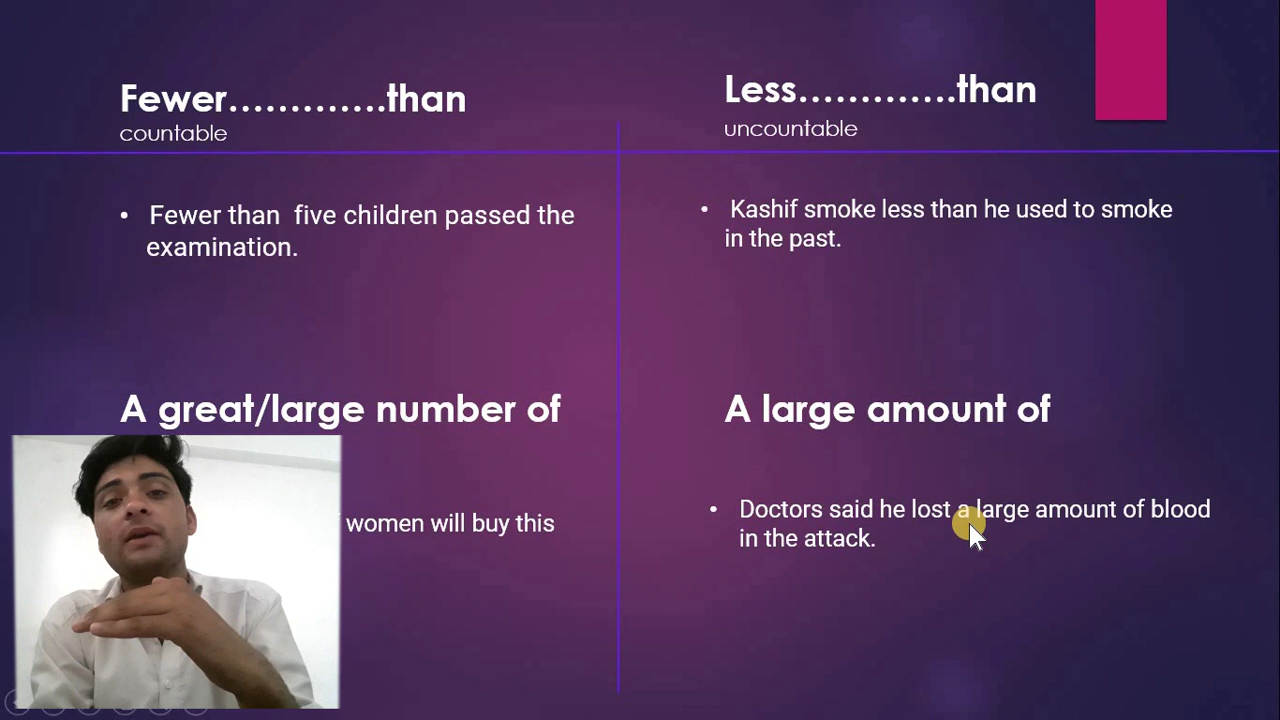 Fewer.............than
countable
• Fewer than five children passed the
examination.
A great/large number of
women will buy this
Less.............than
uncountable
• Kashif smoke less than he used to smoke
in the past.
A large amount of
• Doctors said he lost a large amount of blood
in the attack.